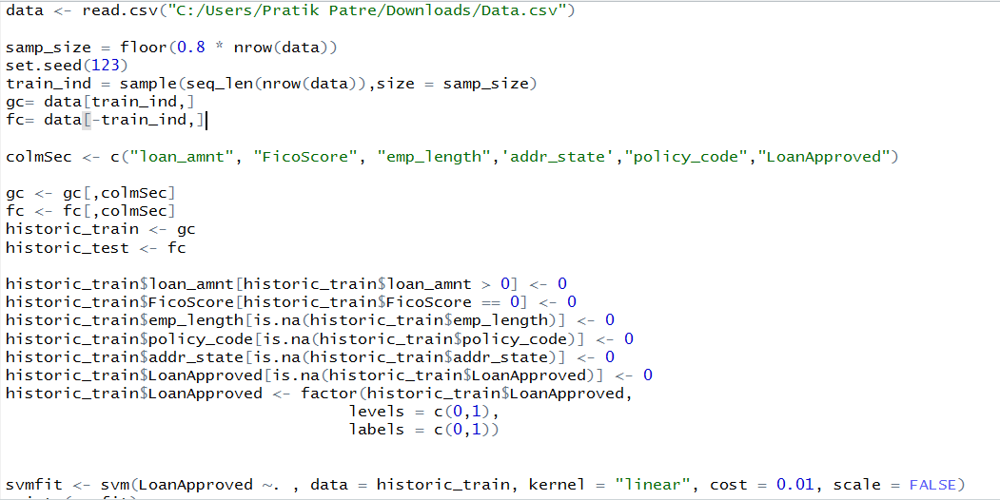 data <- read.csv("C:/Users/Pratik Patre/Downloads/Data.csv")
samp_size = floor(0.8 * nrow(data))
set.seed(123)
train_ind = sample(seq_len(nrow(data)),size = samp_size)
gc= data[train_ind,]
fc= data[-train_ind,]
colmSec <- c("loan_amnt", "FicoScore", "emp_length",'addr_state',"policy_code","LoanApproved")
gc <- gc[,colmSec]
fc <- fc[,colmSec]
historic_train <- gc
historic_test <- fc
historic_train$loan_amnt[historic_train$loan_amnt > 0] <- 0
historic_train$FicoScore[historic_train$FicoScore == 0] <- 0
historic_train$emp_length[is.na(historic_train$emp_length)] <- 0
historic_train$policy_code[is.na(historic_train$policy_code)] <- 0
historic_train$addr_state[is.na(historic_train$addr_state)] <- 0
historic_train$LoanApproved[is.na(historic_train$LoanApproved)] <- 0
historic_train$LoanApproved <- factor(historic_train$LoanApproved,
levels = c(0,1),
labels = c(0,1))
svmfit <- svm(LoanApproved ~. , data = historic_train, kernel = "linear", cost = 0.01, scale = FALSE)